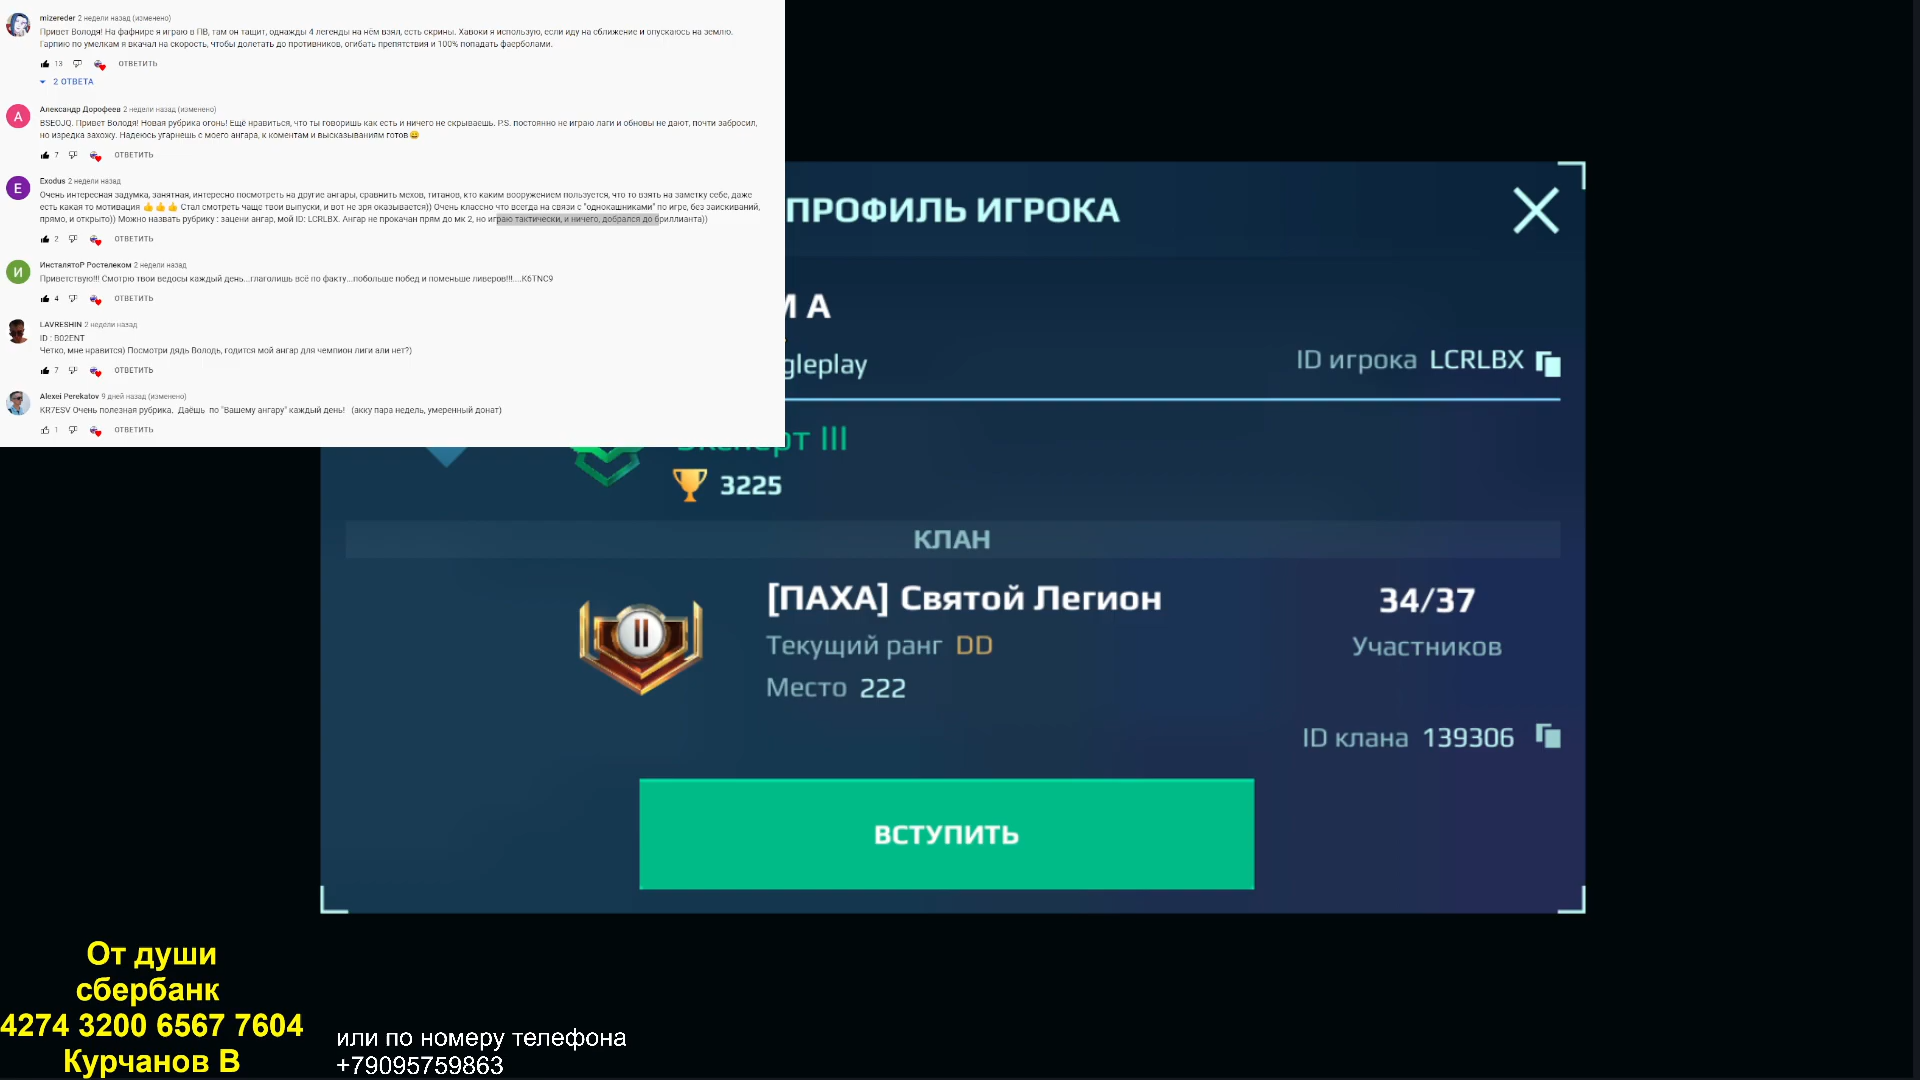 mizereder 2 недели назад (изменено)
Привет Володя! На фафнире я играю в ПВ, там он тащит, однажды 4 легенды на нём взял, есть скрины. Хавоки я использую, если иду на сближение и опускаюсь на землю.
Гарпию по умелкам я вкачал на скорость, чтобы долетать до противников, огибать препятствия и 100% попадать фаерболами.
13 ОТВЕТИТЬ
2 ОТВЕТА
А
Александр Дорофеев 2 недели назад (изменено)
BSEOJQ. Привет Володя! Новая рубрика огонь! Ещё нравиться, что ты говоришь как есть и ничего не скрываешь. P.S. постоянно не играю лаги и обновы не дают, почти забросил,
но изредка захожу. Надеюсь угарнешь с моего ангара, к коментам и высказываниям готов😄
7 ОТВЕТИТЬ
E
Exodus 2 недели назад
Очень интересная задумка, занятная, интересно посмотреть на другие ангары, сравнить мехов, титанов, кто каким вооружением пользуется, что то взять на заметку себе, даже
есть какая то мотивация 👍👍👍 Стал смотреть чаще твои выпуски, и вот не зря оказывается)) Очень классно что всегда на связи с "однокашниками" по игре, без заискиваний,
прямо, и открыто)) Можно назвать рубрику : зацени ангар, мой ID: LCRLBX. Ангар не прокачан прям до мк 2, но играю тактически, и ничего, добрался до бриллианта))
2 ОТВЕТИТЬ
И
ИнсталятоР Ростелеком 2 недели назад
Приветствую!!! Смотрю твои ведосы каждый день...глаголишь всё по факту...побольше побед и поменьше ливеров!!!....K6TNC9
4 ОТВЕТИТЬ
LAVRESHIN 2 недели назад
ID : B02ENT
Четко, мне нравится) Посмотри дядь Володь, годится мой ангар для чемпион лиги али нет?)
7 ОТВЕТИТЬ
Alexei Perekatov 9 дней назад (изменено)
KR7ESV Очень полезная рубрика. Даёшь по "Вашему ангару" каждый день! (акку пара недель, умеренный донат)
1 ОТВЕТИТЬ
ПРОФИЛЬ ИГРОКА
М А
gleplay
ID игрока LCRLBX
Эксперт III
3225
КЛАН
II
[ПАХА] Святой Легион
34/37
Текущий ранг DD
Участников
Место 222
ID клана 139306
ВСТУПИТЬ
От души
сбербанк
4274 3200 6567 7604
Курчанов В
или по номеру телефона
+79095759863